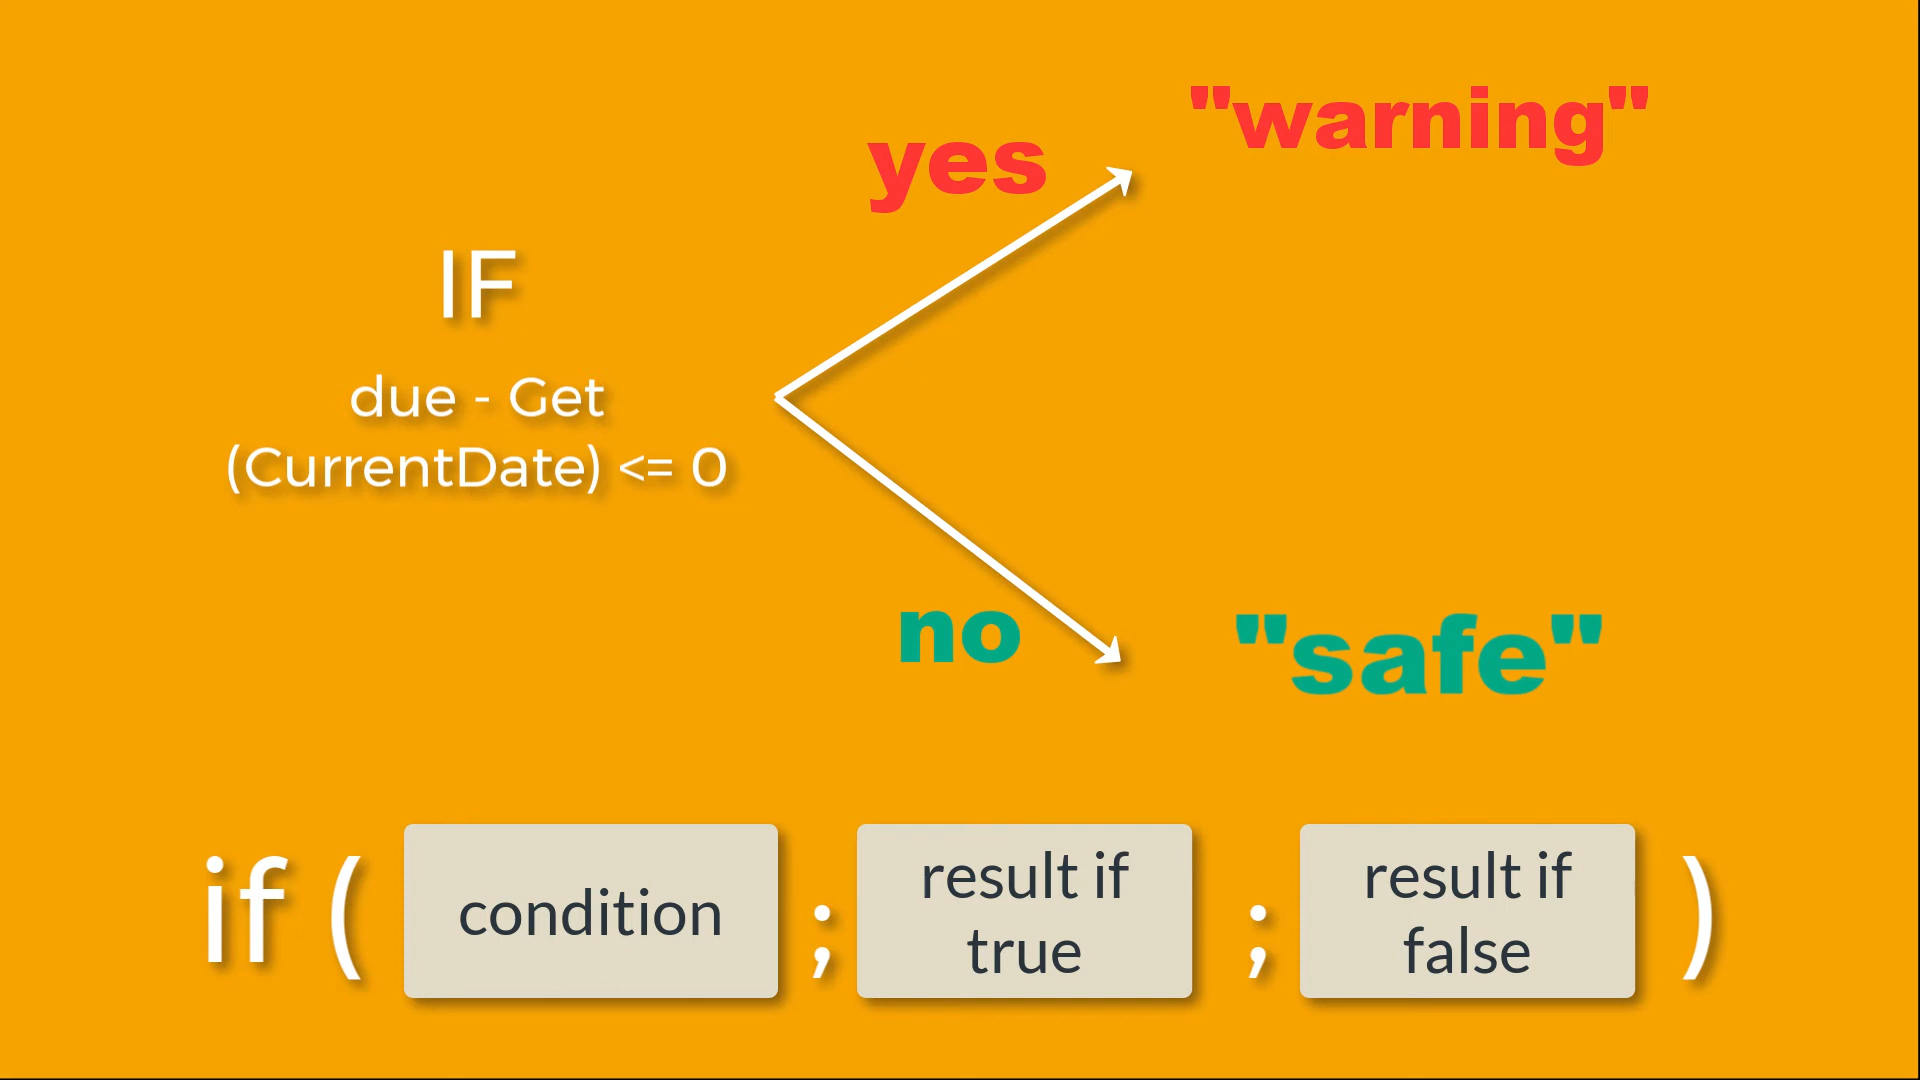 IF
due - Get
(CurrentDate) <= 0
yes
"warning"
no
"safe"
if ( condition ; result if true ; result if false )